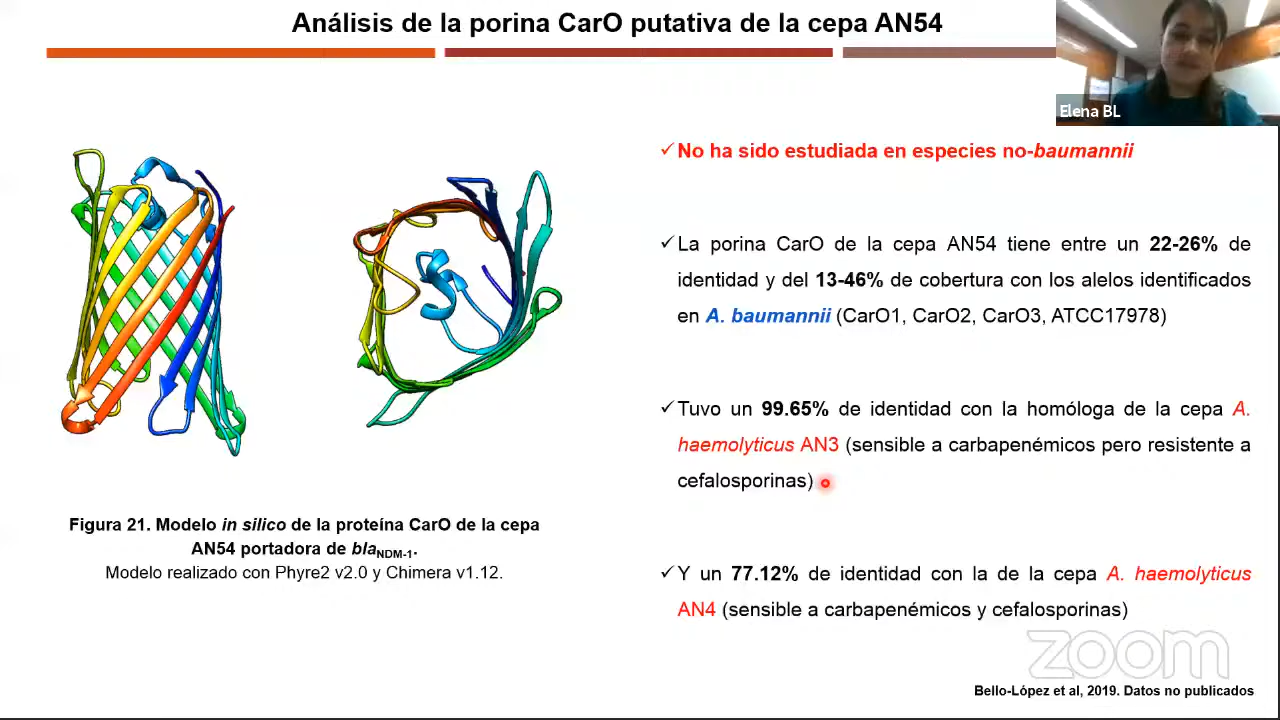 Análisis de la porina CarO putativa de la cepa AN54
Elena BL
✓No ha sido estudiada en especies no-baumannii
✓La porina CarO de la cepa AN54 tiene entre un 22-26% de
identidad y del 13-46% de cobertura con los alelos identificados
en A. baumannii (CarO1, CarO2, CarO3, ATCC17978)
✓Tuvo un 99.65% de identidad con la homóloga de la cepa A.
haemolyticus AN3 (sensible a carbapenémicos pero resistente a
cefalosporinas)
✓Y un 77.12% de identidad con la de la cepa A. haemolyticus
AN4 (sensible a carbapenémicos y cefalosporinas)
Figura 21. Modelo in silico de la proteína CarO de la cepa
AN54 portadora de blaNDM-1.
Modelo realizado con Phyre2 v2.0 y Chimera v1.12.
zoom
Bello-López et al, 2019. Datos no publicados